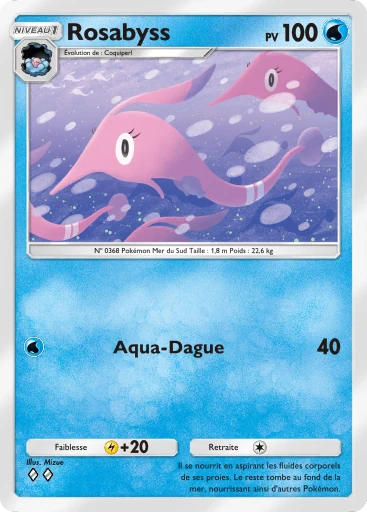 NIVEAU 1
Rosabyss
PV 100
Évolution de : Coquiperl
N° 0368 Pokémon Mer du Sud Taille : 1,8 m Poids : 22,6 kg
Aqua-Dague 40
Faiblesse +20 Retraite
Illus. Mizue
Il se nourrit en aspirant les fluides corporels
de ses proies. Le reste tombe au fond de la
mer, nourrissant ainsi d'autres Pokémon.